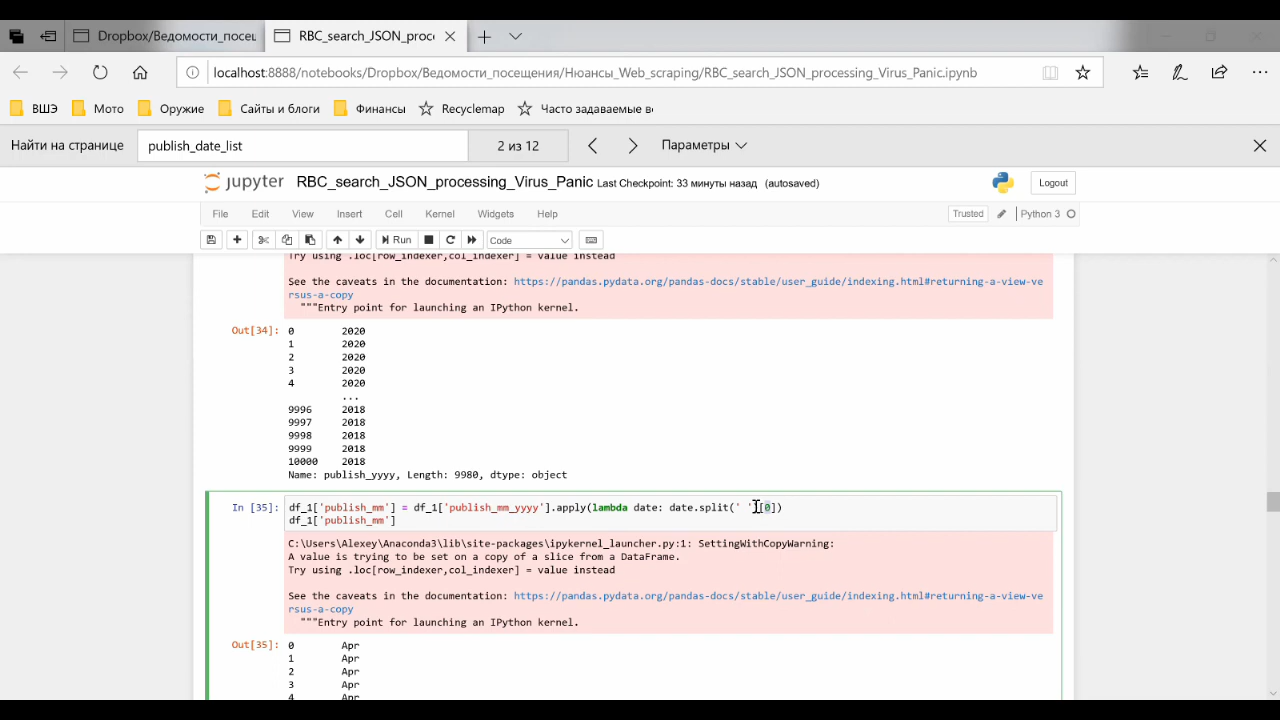 Dropbox/Ведомости_посещ
RBC_search_JSON_proce
localhost:8888/notebooks/Dropbox/Ведомости_посещения/Нюансы_Web_scraping/RBC_search_JSON_processing_Virus_Panic.ipynb
ВШЭ Мото Оружие Сайты и блоги Финансы Recyclemap Часто задаваемые во
Найти на странице publish_date_list 2 из 12 Параметры
jupyter RBC_search_JSON_processing_Virus_Panic Last Checkpoint: 33 минуты назад (autosaved) Logout
File Edit View Insert Cell Kernel Widgets Help Trusted Python 3
Run Code
Try using .loc[row_indexer,col_indexer] = value instead
See the caveats in the documentation: https://pandas.pydata.org/pandas-docs/stable/user_guide/indexing.html#returning-a-view-ve
rsus-a-copy
"""Entry point for launching an IPython kernel.
Out[34]: 0 2020
1 2020
2 2020
3 2020
4 2020
...
9996 2018
9997 2018
9998 2018
9999 2018
10000 2018
Name: publish_yyyy, Length: 9980, dtype: object
In [35]: df_1['publish_mm'] = df_1['publish_mm_yyyy'].apply(lambda date: date.split(' ')[0])
df_1['publish_mm']
C:\Users\Alexey\Anaconda3\lib\site-packages\ipykernel_launcher.py:1: SettingWithCopyWarning:
A value is trying to be set on a copy of a slice from a DataFrame.
Try using .loc[row_indexer,col_indexer] = value instead
See the caveats in the documentation: https://pandas.pydata.org/pandas-docs/stable/user_guide/indexing.html#returning-a-view-ve
rsus-a-copy
"""Entry point for launching an IPython kernel.
Out[35]: 0 Apr
1 Apr
2 Apr
3 Apr
4 Apr